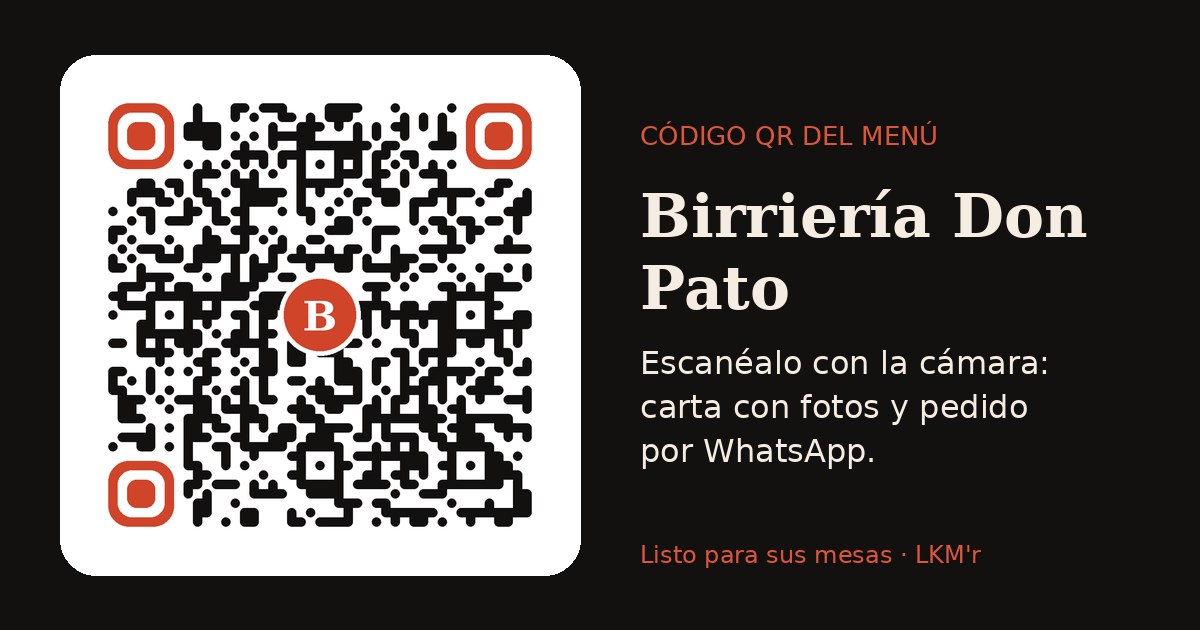 B
CÓDIGO QR DEL MENÚ
Birriería Don
Pato
Escanéalo con la cámara:
carta con fotos y pedido
por WhatsApp.
Listo para sus mesas · LKM'r